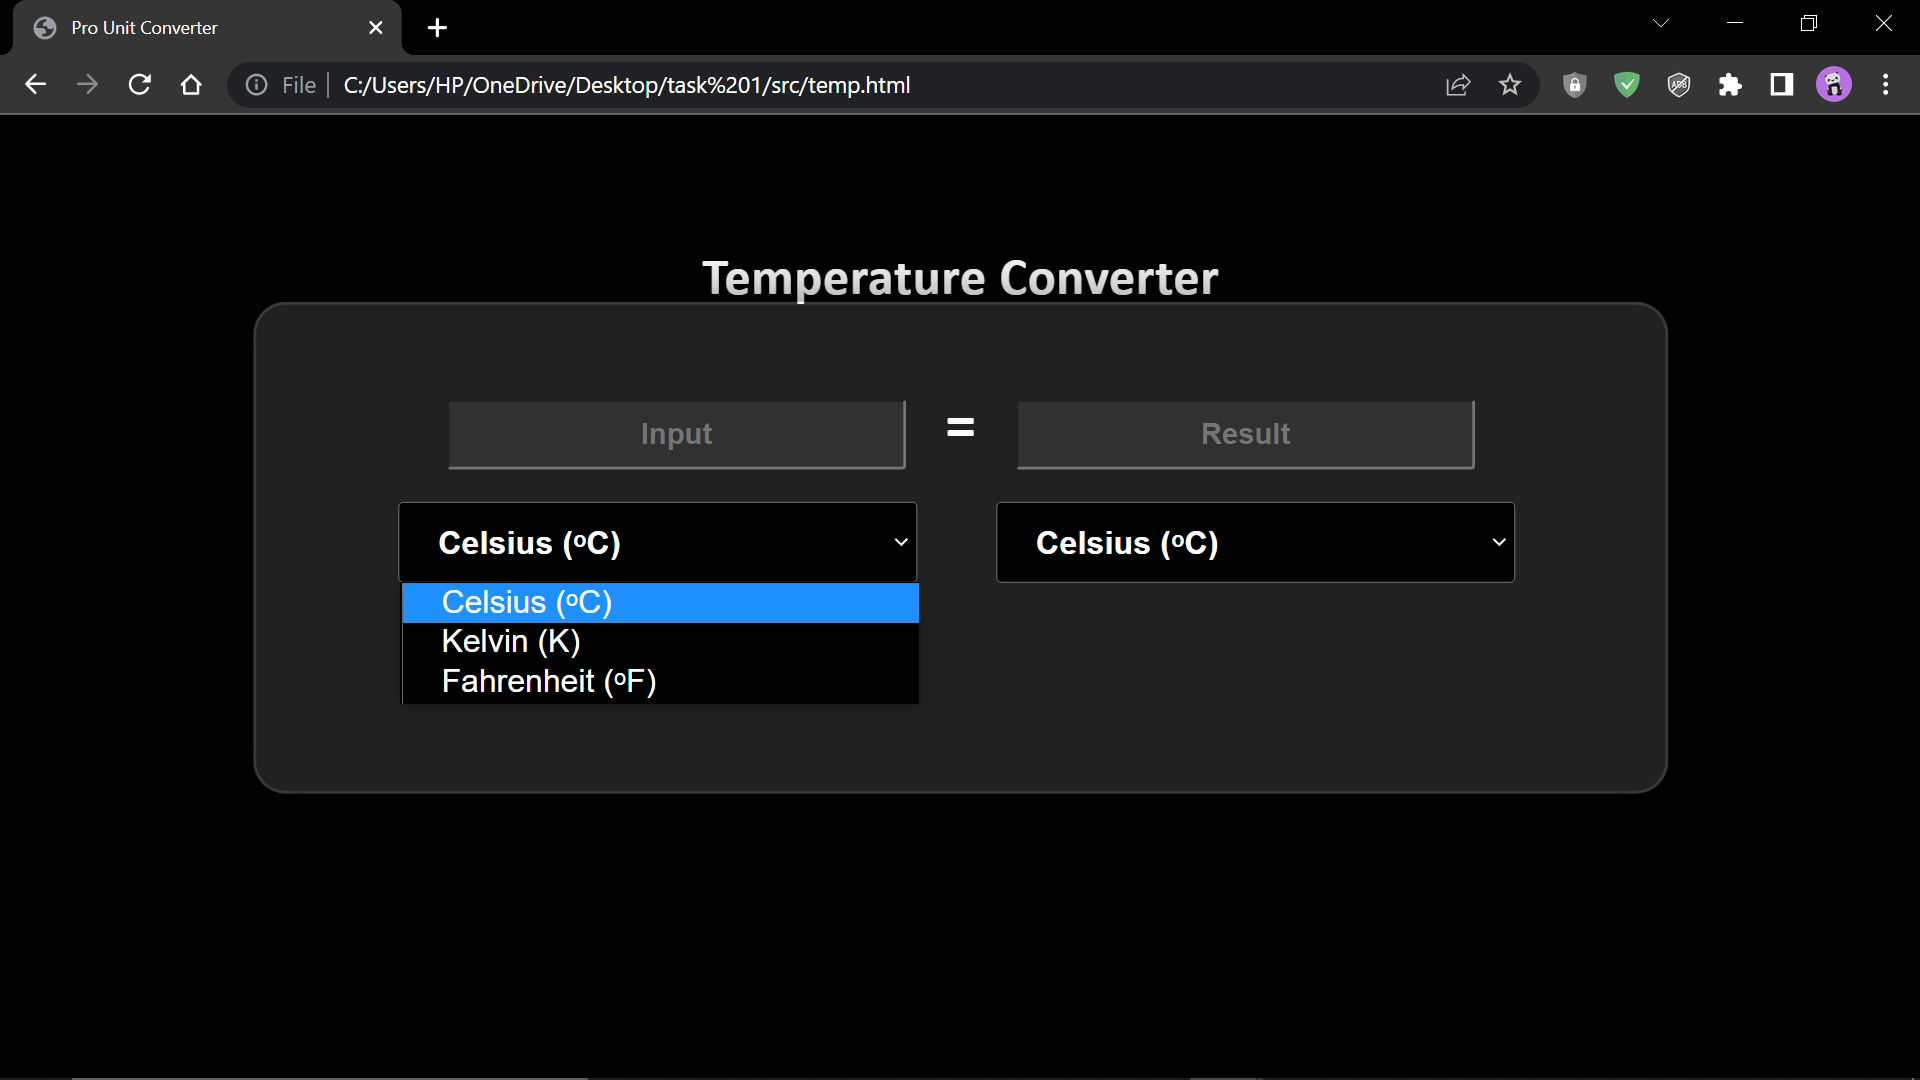 Pro Unit Converter
File
C:/Users/HP/OneDrive/Desktop/task%201/src/temp.html
Temperature Converter
Input = Result
Celsius (ºC) Celsius (ºC)
Celsius (ºC)
Kelvin (K)
Fahrenheit (ºF)